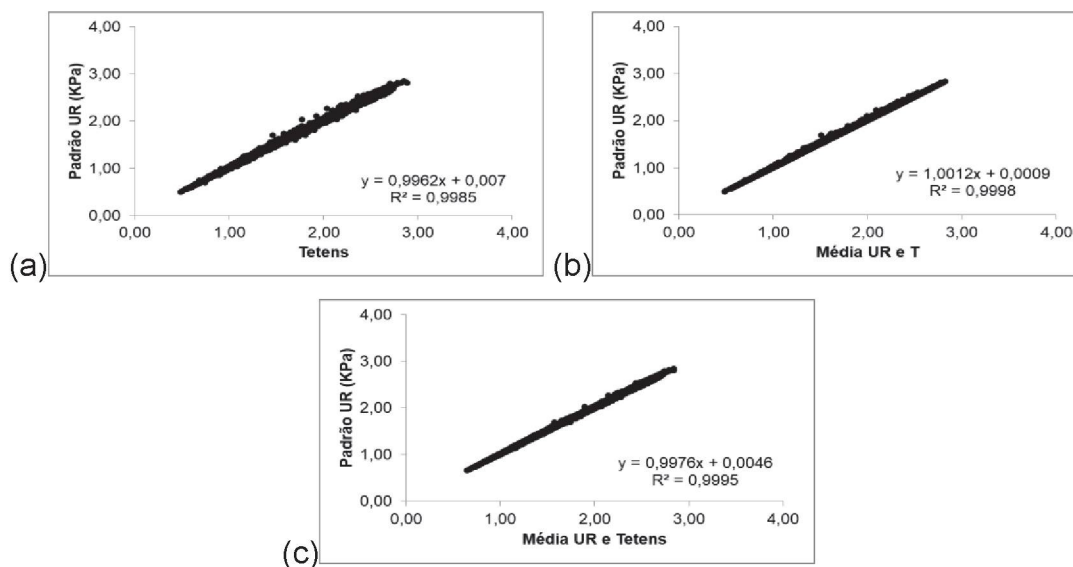 4,00
3,00
2,00
1,00
0,00
Padrão UR (KPa)
y = 0,9962x + 0,007
R² = 0,9985
0,00 1,00 2,00 3,00 4,00
Tetens
(a)
4,00
3,00
2,00
1,00
0,00
Padrão UR (KPa)
y = 1,0012x + 0,0009
R² = 0,9998
0,00 1,00 2,00 3,00 4,00
Média UR e T
(b)
4,00
3,00
2,00
1,00
0,00
Padrão UR (KPa)
y = 0,9976x + 0,0046
R² = 0,9995
0,00 1,00 2,00 3,00 4,00
Média UR e Tetens
(c)